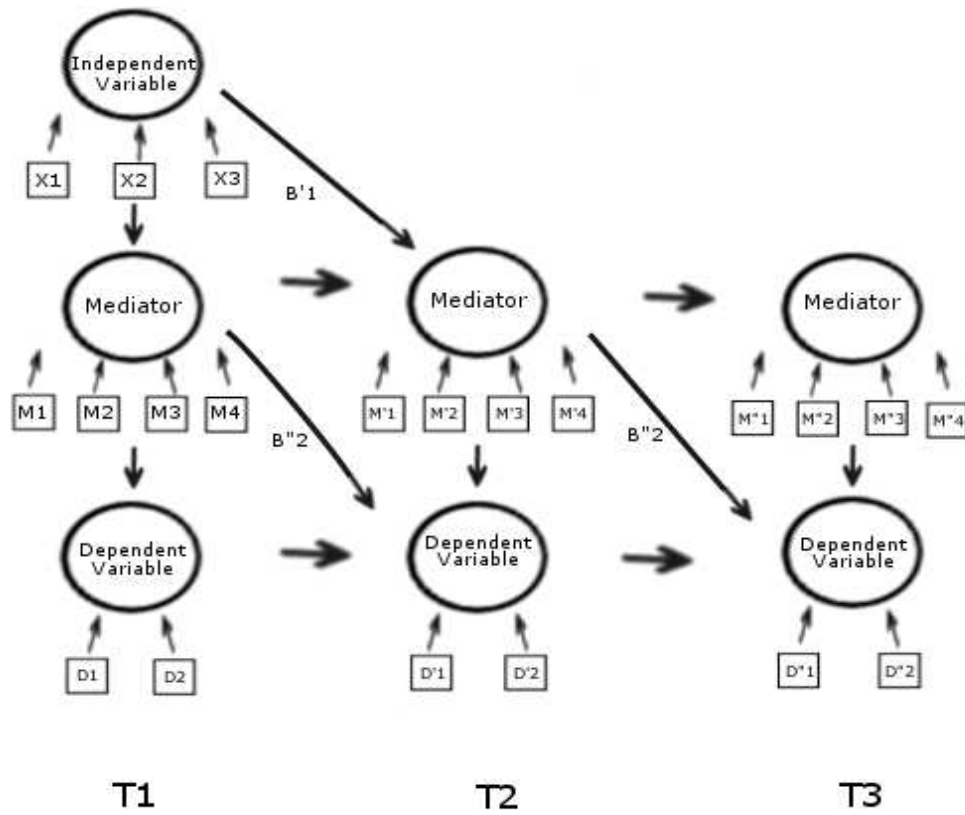 Independent
Variable
X1
X2
X3
B'1
Mediator
Mediator
Mediator
M1
M2
M3
M4
M'1
M'2
M'3
M'4
M"1
M"2
M"3
M"4
B"2
B"2
Dependent
Variable
Dependent
Variable
Dependent
Variable
D1
D2
D'1
D'2
D"1
D"2
T1
T2
T3